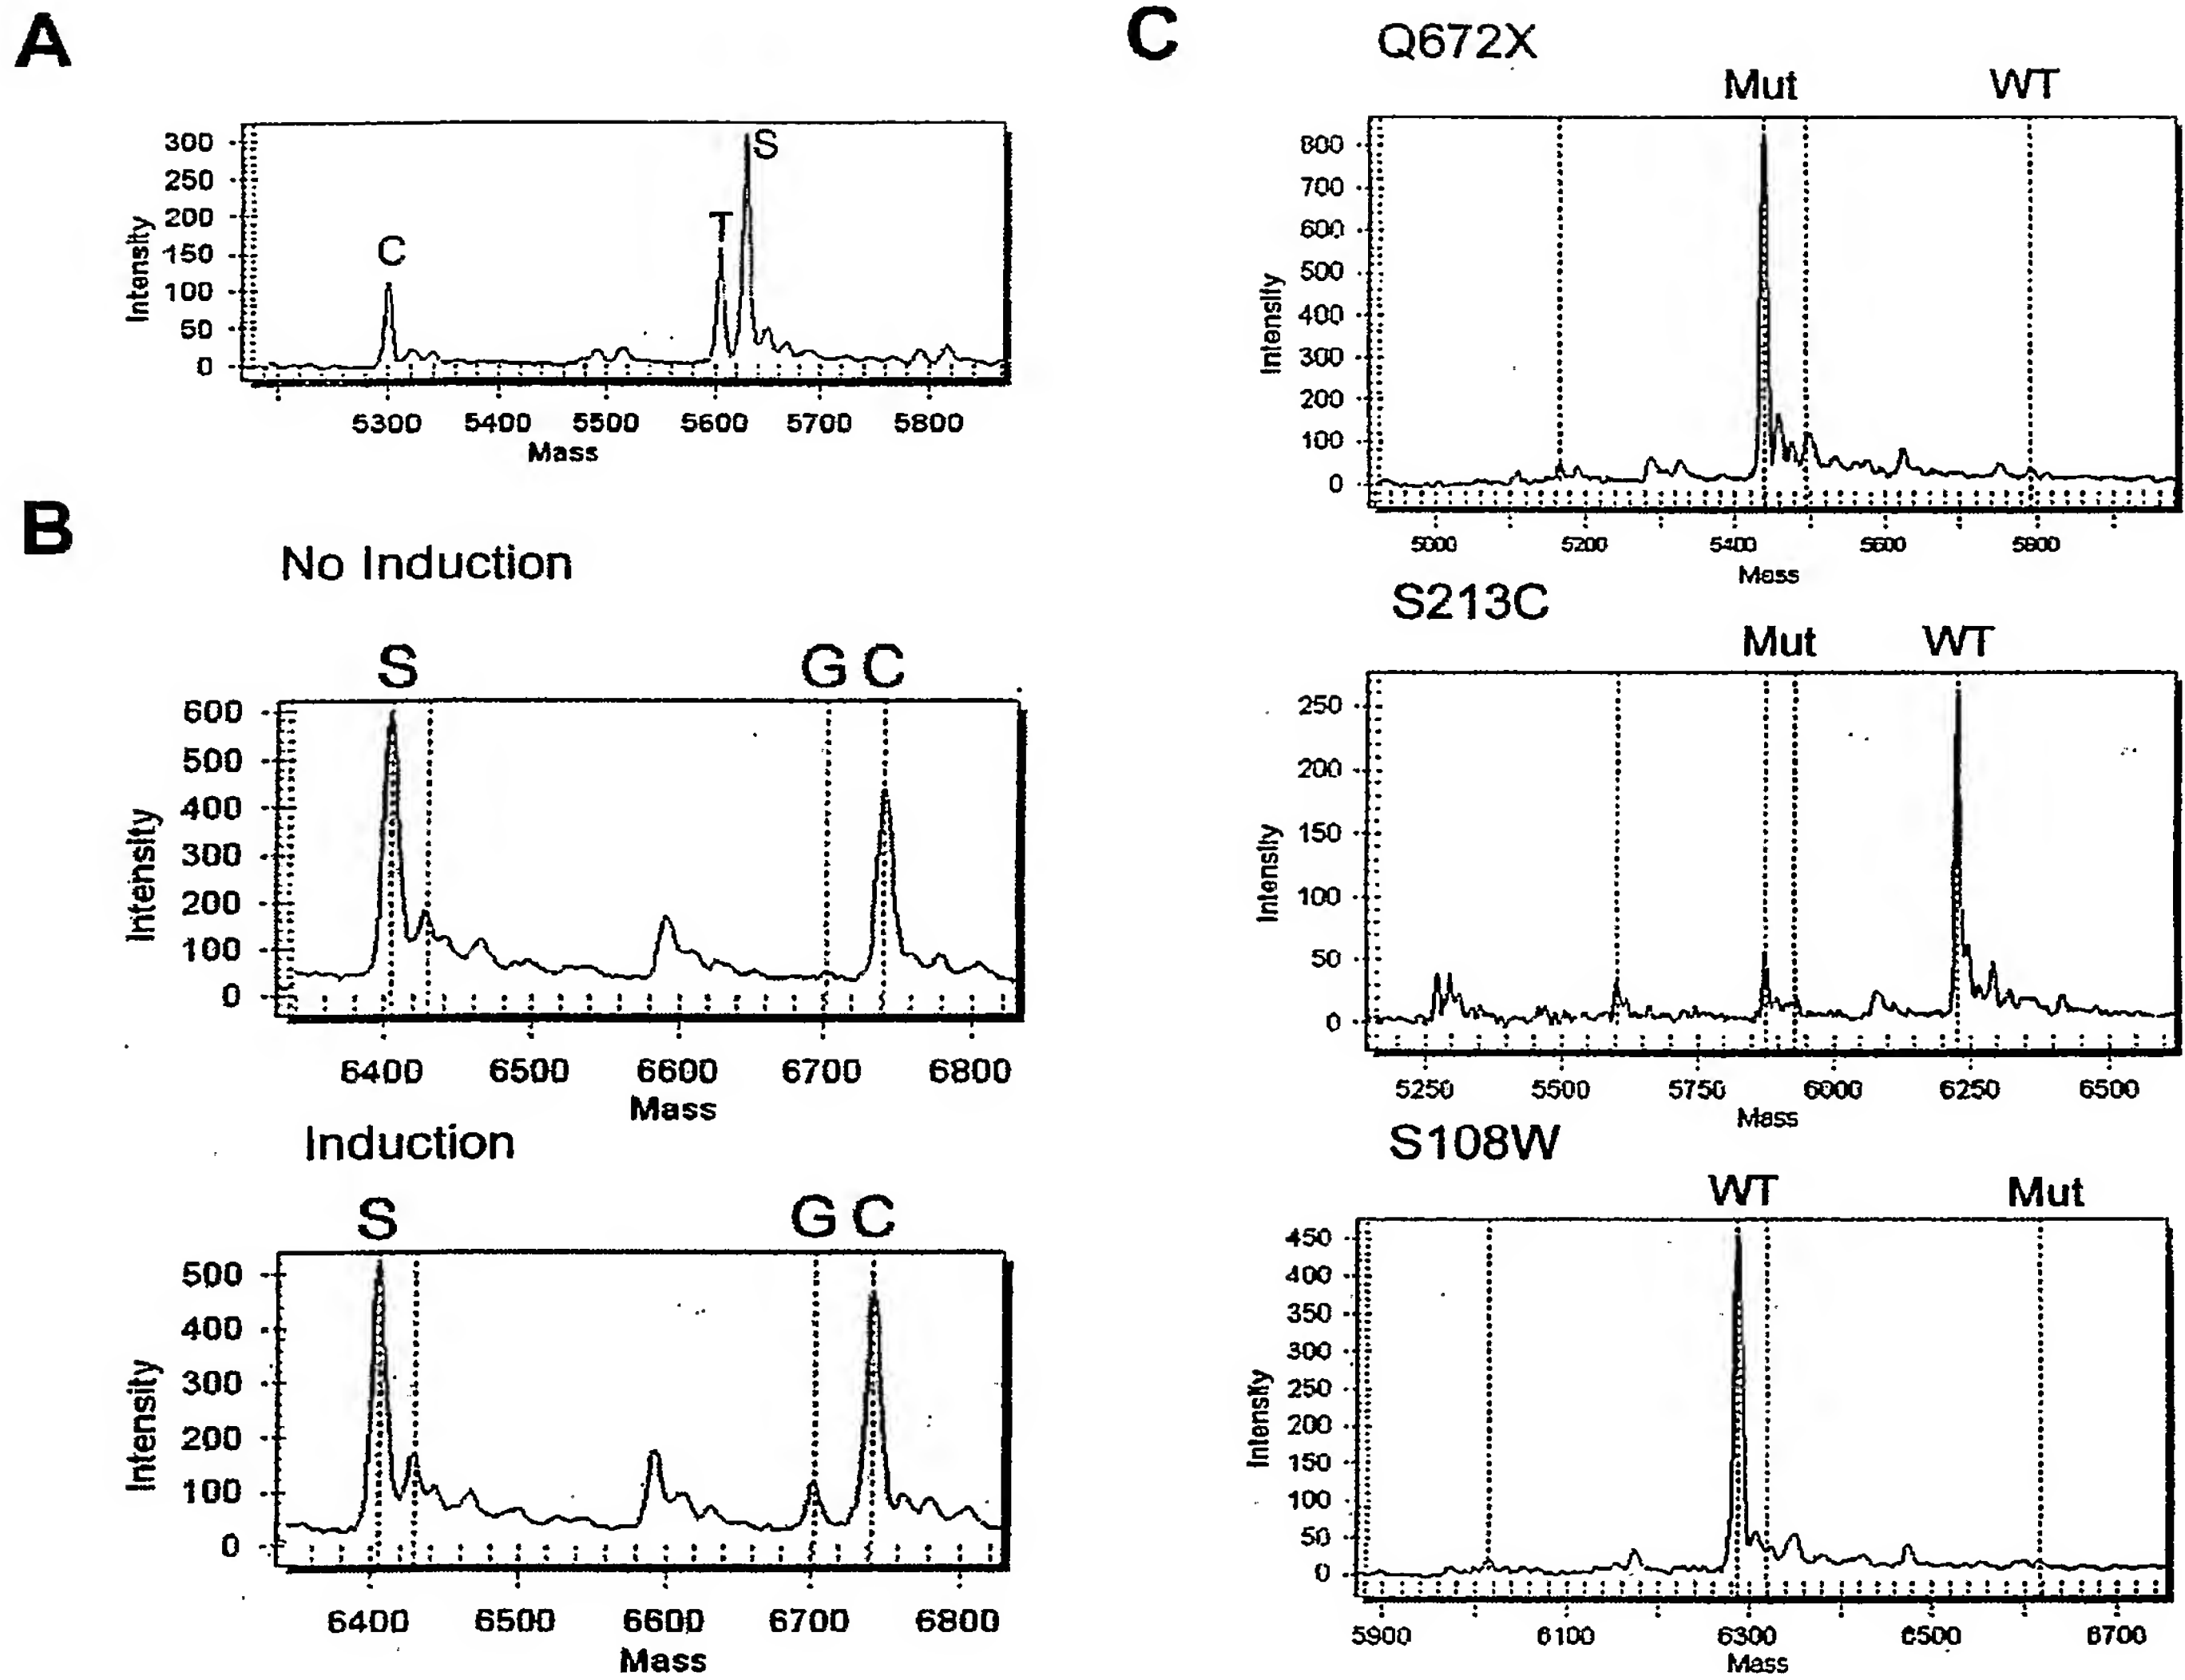 A
C
S
T
300
250
200
150
100
50
0
Intensity
5300 5400 5500 5600 5700 5800
Mass
B
No Induction
S G C
600
500
400
300
200
100
0
Intensity
6400 6500 6600 6700 6800
Mass
Induction
S G C
500
400
300
200
100
0
Intensity
6400 6500 6600 6700 6800
Mass
C
Q672X
Mut WT
800
700
600
500
400
300
200
100
0
Intensity
5000 5200 5400 5600 5800
Mass
S213C
Mut WT
250
200
150
100
50
0
Intensity
5250 5500 5750 6000 6250 6500
Mass
S108W
WT Mut
450
400
350
300
250
200
150
100
50
0
Intensity
5900 6100 6300 6500 6700
Mass